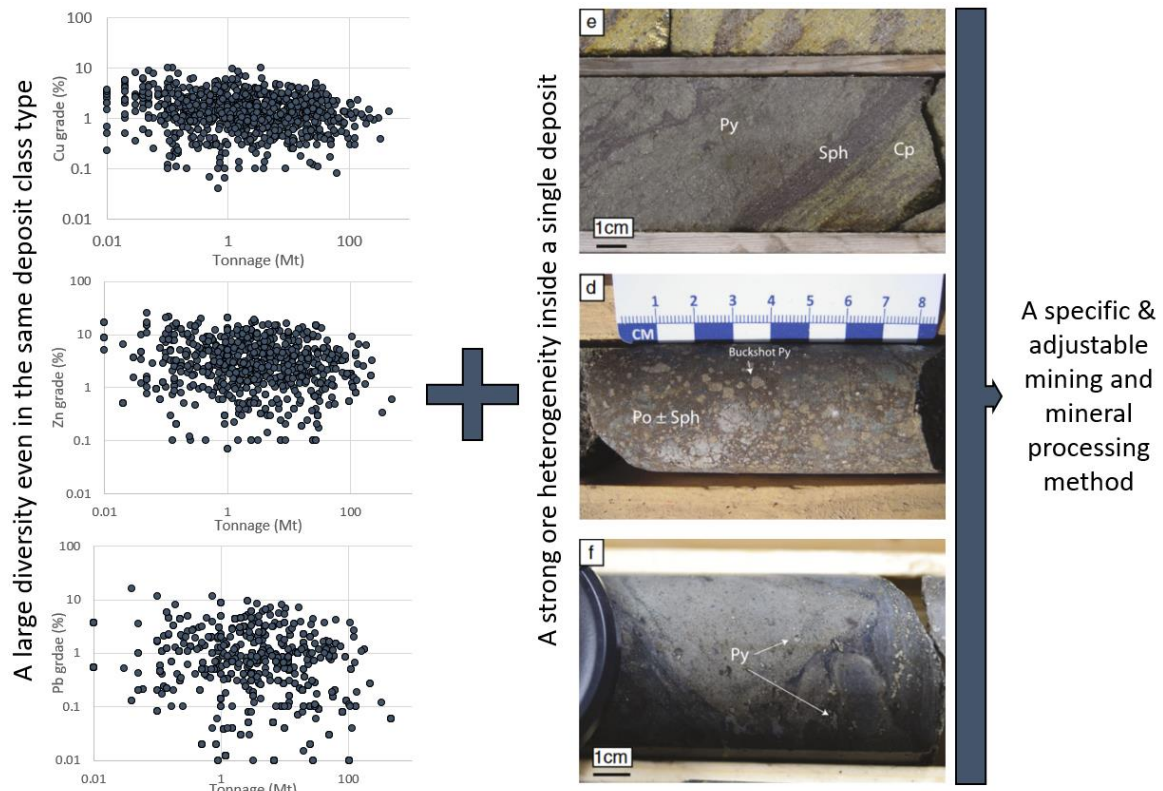 A large diversity even in the same deposit class type
Cu grade (%)
100
10
1
0.1
0.01
0.01
1
100
Tonnage (Mt)
Zn grade (%)
100
10
1
0.1
0.01
0.01
1
100
Tonnage (Mt)
Pb grdae (%)
100
10
1
0.1
0.01
0.01
1
100
Tonnage (Mt)
A strong ore heterogeneity inside a single deposit
e
Py
Sph
Cp
1cm
d
1 2 3 4 5 6 7 8
CM
Buckshot Py
Po ± Sph
f
Py
1cm
A specific &
adjustable
mining and
mineral
processing
method